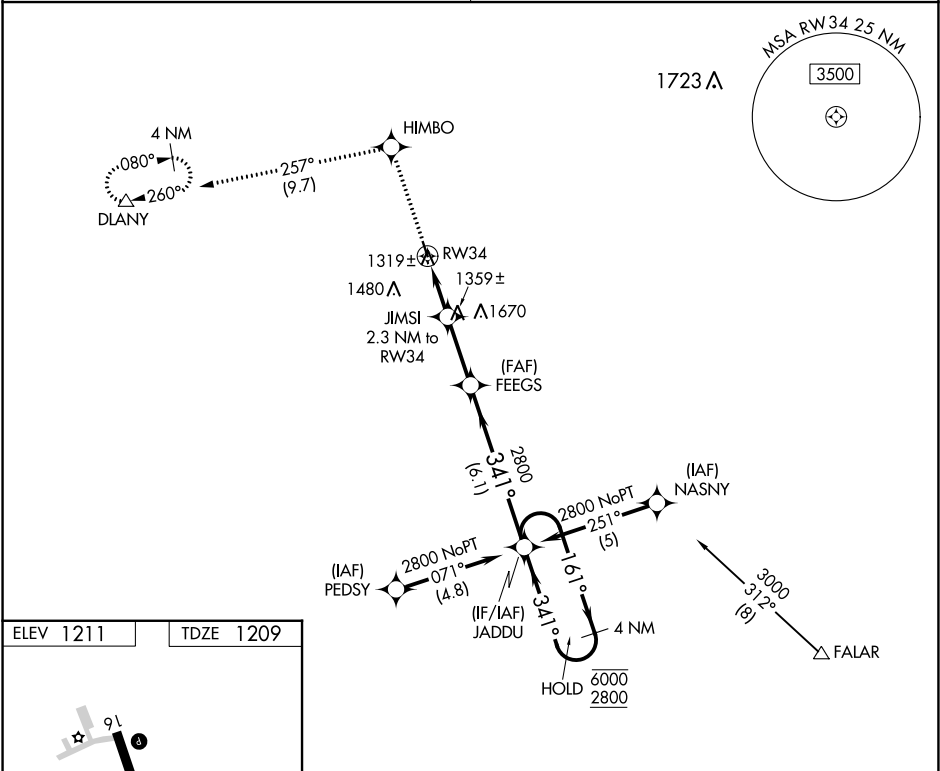 MSA RW34 25 NM
3500
1723
HIMBO
4 NM
080°
260°
257°
(9.7)
DLANY
1319±
RW34
1480
1359±
1670
JIMSI
2.3 NM to
RW34
(FAF)
FEEGS
2800
341°
(6.1)
(IAF)
NASNY
2800 NoPT
251°
(5)
(IAF)
PEDSY
2800 NoPT
071°
(4.8)
(IF/IAF)
JADDU
161°
341°
4 NM
HOLD
6000
2800
3000
312°
(8)
FALAR
ELEV 1211
TDZE 1209
16
P